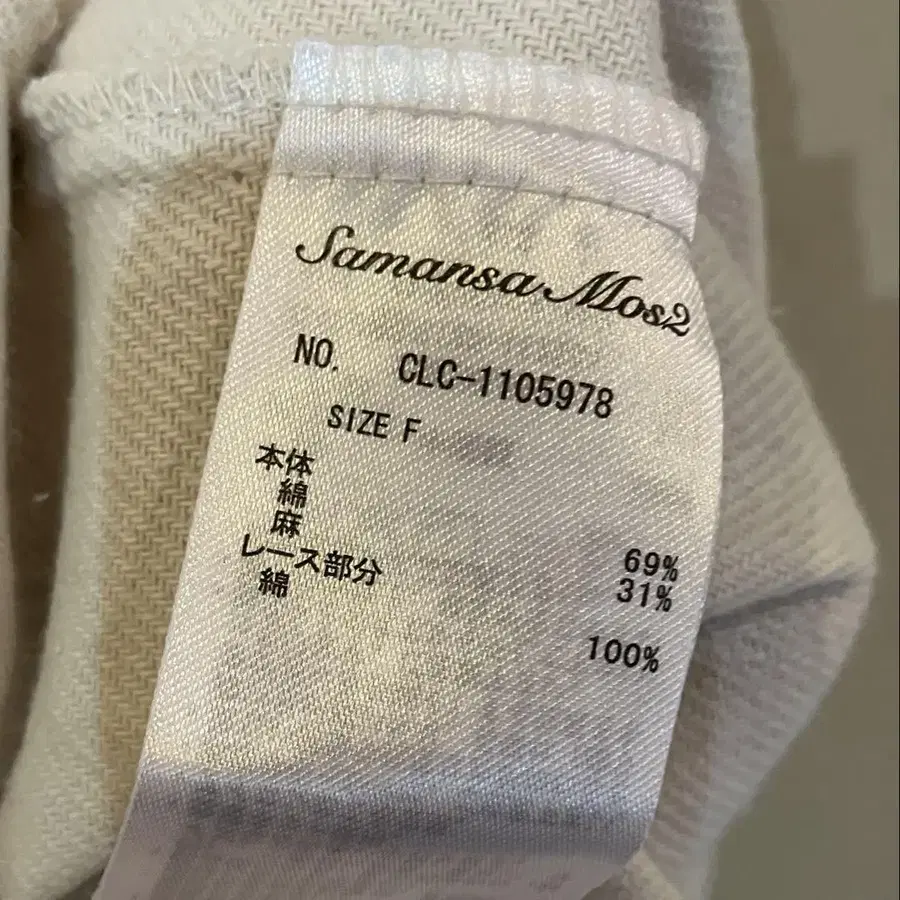 Samansa Mos2
NO. CLC-1105978
SIZE F
本体
綿 69%
麻 31%
レース部分
綿 100%